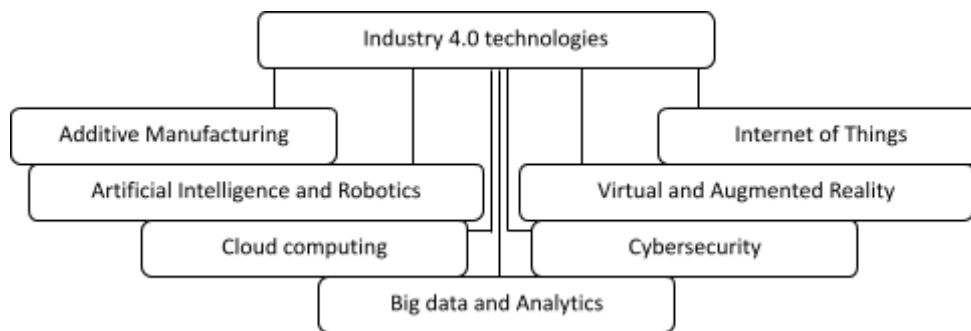 Industry 4.0 technologies
Additive Manufacturing
Internet of Things
Artificial Intelligence and Robotics
Virtual and Augmented Reality
Cloud computing
Cybersecurity
Big data and Analytics